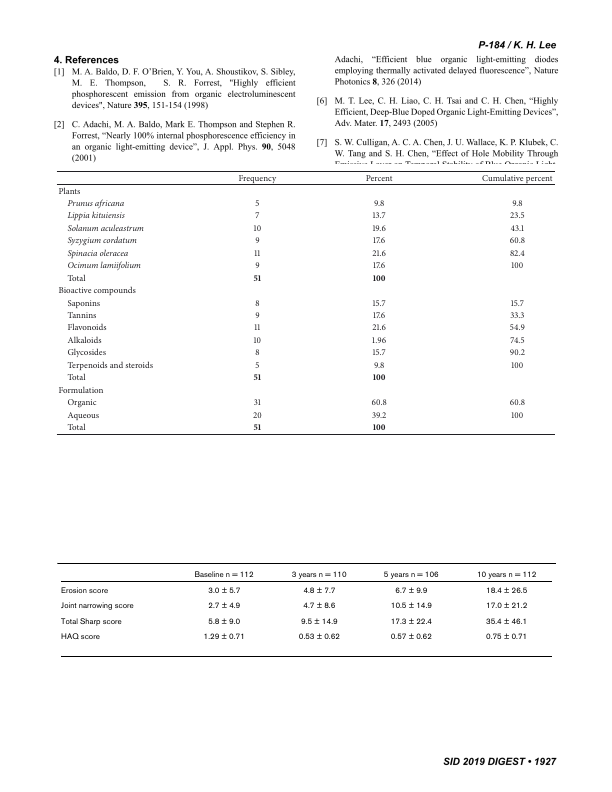 P-184 / K. H. Lee
4. References
[1] M. A. Baldo, D. F. O'Brien, Y. You, A. Shoustikov, S. Sibley,
M. E. Thompson, S. R. Forrest, "Highly efficient
phosphorescent emission from organic electroluminescent
devices", Nature 395, 151-154 (1998)
[2] C. Adachi, M. A. Baldo, Mark E. Thompson and Stephen R.
Forrest, "Nearly 100% internal phosphorescence efficiency in
an organic light-emitting device", J. Appl. Phys. 90, 5048
(2001)
Adachi, "Efficient blue organic light-emitting diodes
employing thermally activated delayed fluorescence", Nature
Photonics 8, 326 (2014)
[6] M. T. Lee, C. H. Liao, C. H. Tsai and C. H. Chen, "Highly
Efficient, Deep-Blue Doped Organic Light-Emitting Devices",
Adv. Mater. 17, 2493 (2005)
[7] S. W. Culligan, A. C. A. Chen, J. U. Wallace, K. P. Klubek, C.
W. Tang and S. H. Chen, "Effect of Hole Mobility Through
Frequency Percent Cumulative percent
Plants
Prunus africana 5 9.8 9.8
Lippia kituiensis 7 13.7 23.5
Solanum aculeastrum 10 19.6 43.1
Syzygium cordatum 9 17.6 60.8
Spinacia oleracea 11 21.6 82.4
Ocimum lamiifolium 9 17.6 100
Total 51 100
Bioactive compounds
Saponins 8 15.7 15.7
Tannins 9 17.6 33.3
Flavonoids 11 21.6 54.9
Alkaloids 10 1.96 74.5
Glycosides 8 15.7 90.2
Terpenoids and steroids 5 9.8 100
Total 51 100
Formulation
Organic 31 60.8 60.8
Aqueous 20 39.2 100
Total 51 100
Baseline n = 112 3 years n = 110 5 years n = 106 10 years n = 112
Erosion score 3.0 ± 5.7 4.8 ± 7.7 6.7 ± 9.9 18.4 ± 26.5
Joint narrowing score 2.7 ± 4.9 4.7 ± 8.6 10.5 ± 14.9 17.0 ± 21.2
Total Sharp score 5.8 ± 9.0 9.5 ± 14.9 17.3 ± 22.4 35.4 ± 46.1
HAQ score 1.29 ± 0.71 0.53 ± 0.62 0.57 ± 0.62 0.75 ± 0.71
SID 2019 DIGEST • 1927